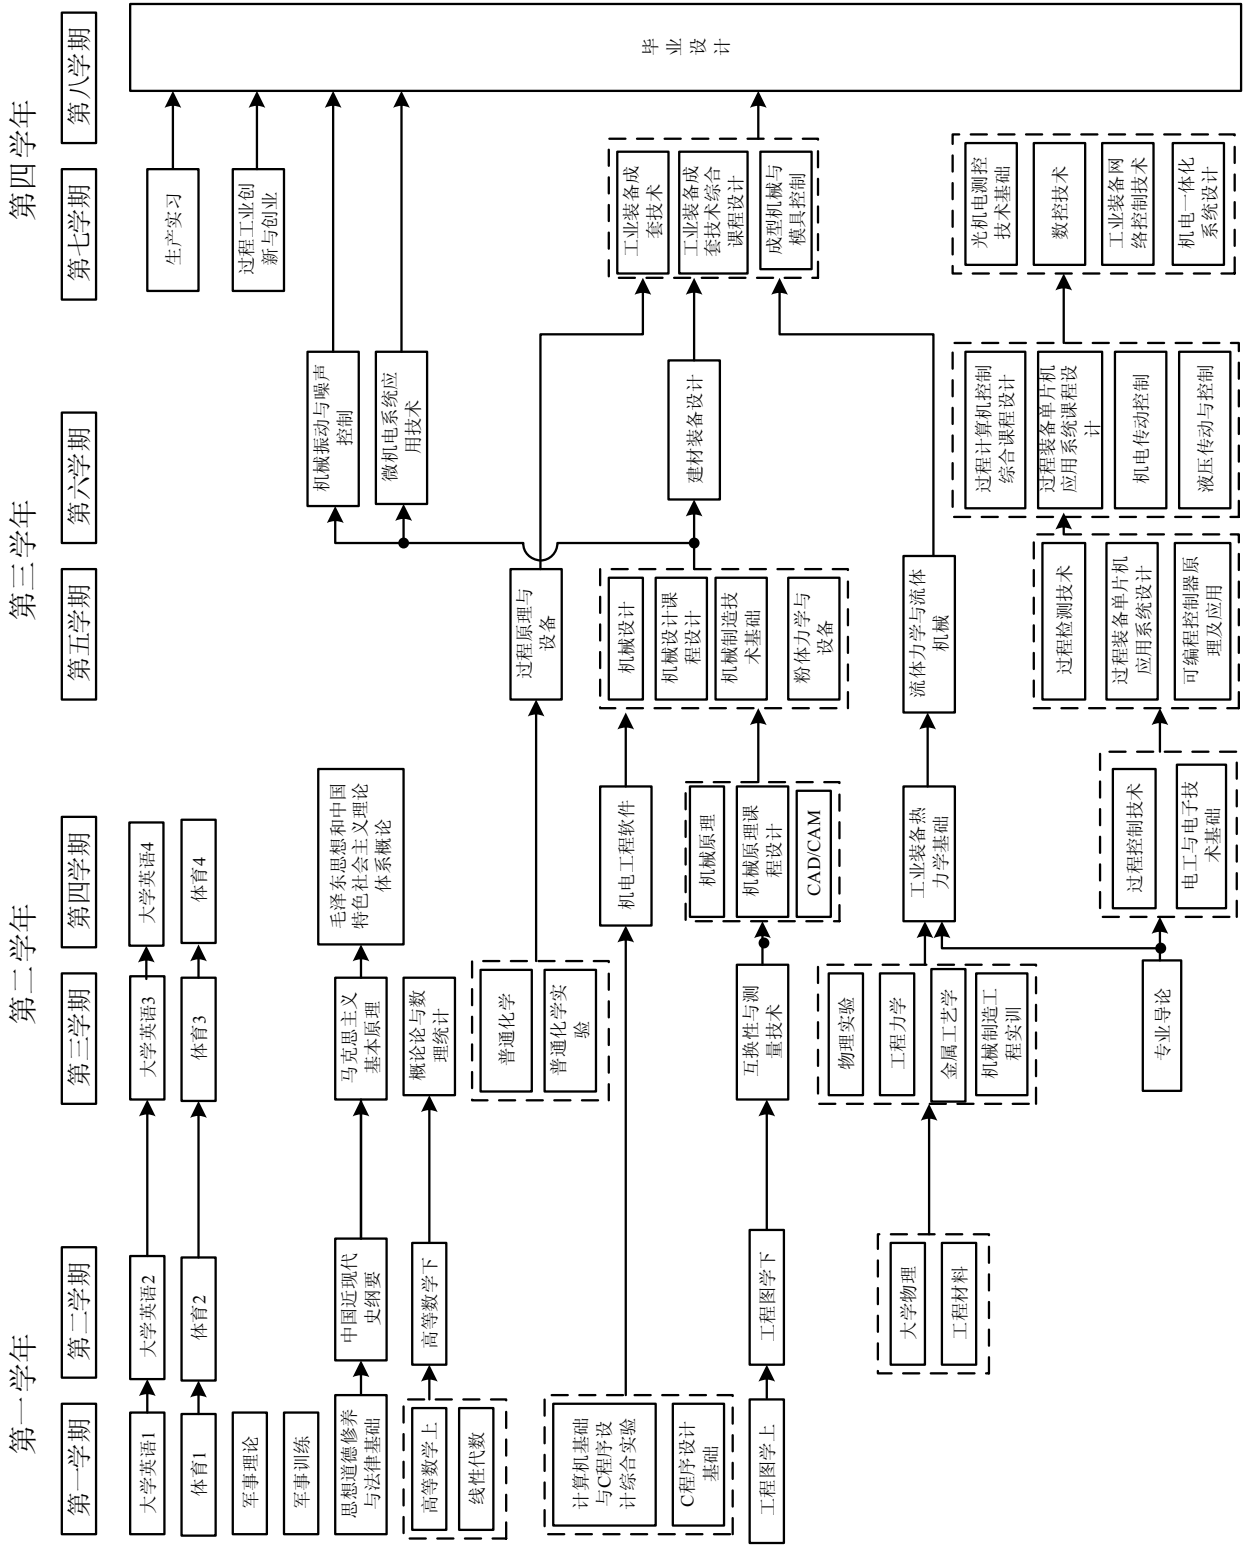 第一学年
第二学年
第三学年
第四学年
第一学期
第二学期
第三学期
第四学期
第五学期
第六学期
第七学期
第八学期
大学英语1
大学英语2
大学英语3
大学英语4
体育1
体育2
体育3
体育4
军事理论
军事训练
思想道德修养
与法律基础
中国近现代
史纲要
马克思主义
基本原理
毛泽东思想和中国
特色社会主义理论
体系概论
高等数学上
线性代数
高等数学下
概论论与数
理统计
普通化学
普通化学实
验
计算机基础
与C程序设
计综合实验
C程序设计
基础
工程图学上
工程图学下
互换性与测
量技术
大学物理
工程材料
物理实验
工程力学
金属工艺学
机械制造工
程实训
专业导论
机电工程软件
机械原理
机械原理课
程设计
CAD/CAM
工业装备热
力学基础
过程控制技术
电工与电子技
术基础
过程原理与
设备
机械设计
机械设计课
程设计
机械制造技
术基础
粉体力学与
设备
流体力学与流体
机械
过程检测技术
过程装备单片机
应用系统设计
可编程控制器原
理及应用
机械振动与噪声
控制
微机电系统应
用技术
建材装备设计
过程计算机控制
综合课程设计
过程装备单片机
应用系统课程设
计
机电传动控制
液压传动与控制
生产实习
过程工业创
新与创业
工业装备成
套技术
工业装备成
套技术综合
课程设计
成型机械与
模具控制
光机电测控
技术基础
数控技术
工业装备网
络控制技术
机电一体化
系统设计
毕业设计